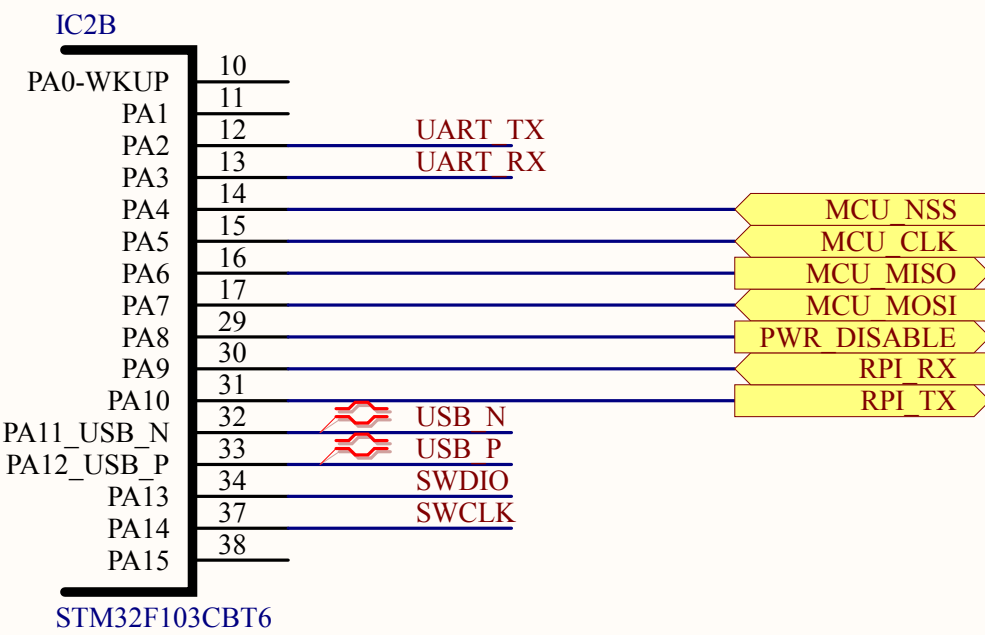 IC2B
PA0-WKUP 10
PA1 11
PA2 12 UART_TX
PA3 13 UART_RX
PA4 14 MCU_NSS
PA5 15 MCU_CLK
PA6 16 MCU_MISO
PA7 17 MCU_MOSI
PA8 29 PWR_DISABLE
PA9 30 RPI_RX
PA10 31 RPI_TX
PA11_USB_N 32 USB_N
PA12_USB_P 33 USB_P
PA13 34 SWDIO
PA14 37 SWCLK
PA15 38
STM32F103CBT6